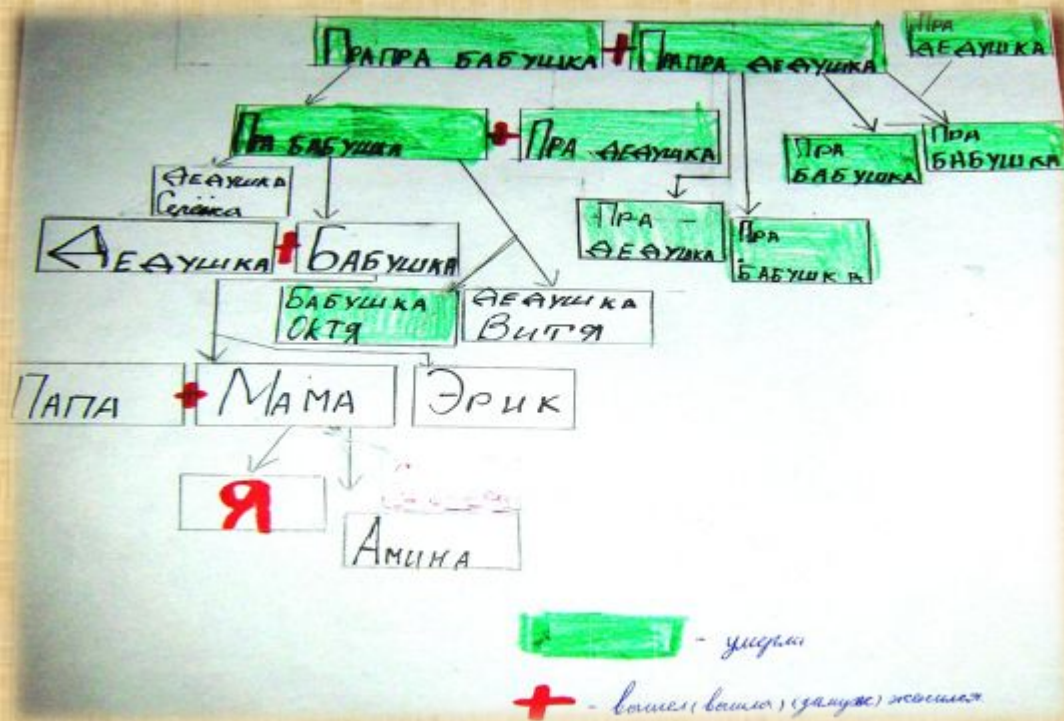 ПРАПРА БАБУШКА + ПРАПРА ДЕДУШКА
ПРА
ДЕДУШКА
ПРА БАБУШКА + ПРА ДЕДУШКА
ПРА
БАБУШКА
ПРА
БАБУШКА
ДЕДУШКА
Серёжка
ПРА -
ДЕДУШКА
ПРА
БАБУШКА
ДЕДУШКА + БАБУШКА
БАБУШКА
ОКТЯ
ДЕДУШКА
ВИТЯ
ПАПА + МАМА
ЭРИК
Я
АМИНА
- умерли
+ - вышел (вышла) (замуж) женился